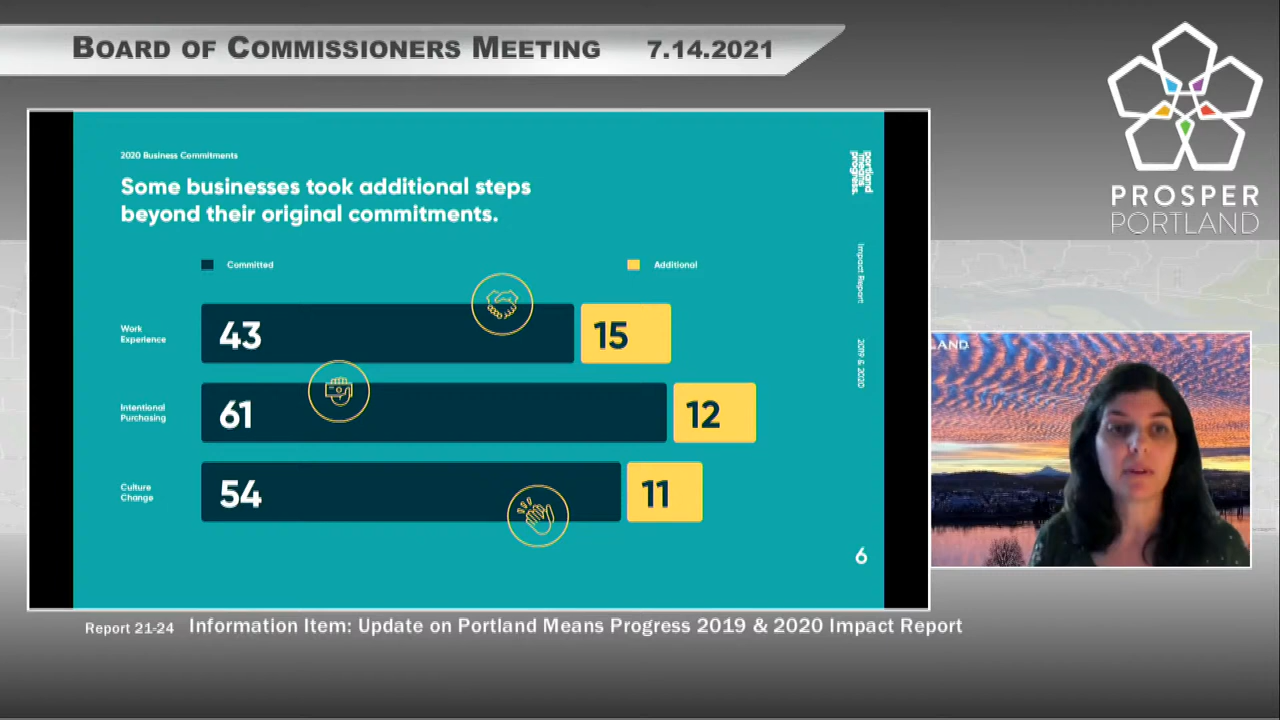 BOARD OF COMMISSIONERS MEETING 7.14.2021
PROSPER
PORTLAND
2020 Business Commitments
Some businesses took additional steps
beyond their original commitments.
portland
means
progress.
Impact Report
2019 & 2020
Committed
Additional
Work
Experience
43
15
Intentional
Purchasing
61
12
Culture
Change
54
11
6
LAND
Report 21-24 Information Item: Update on Portland Means Progress 2019 & 2020 Impact Report